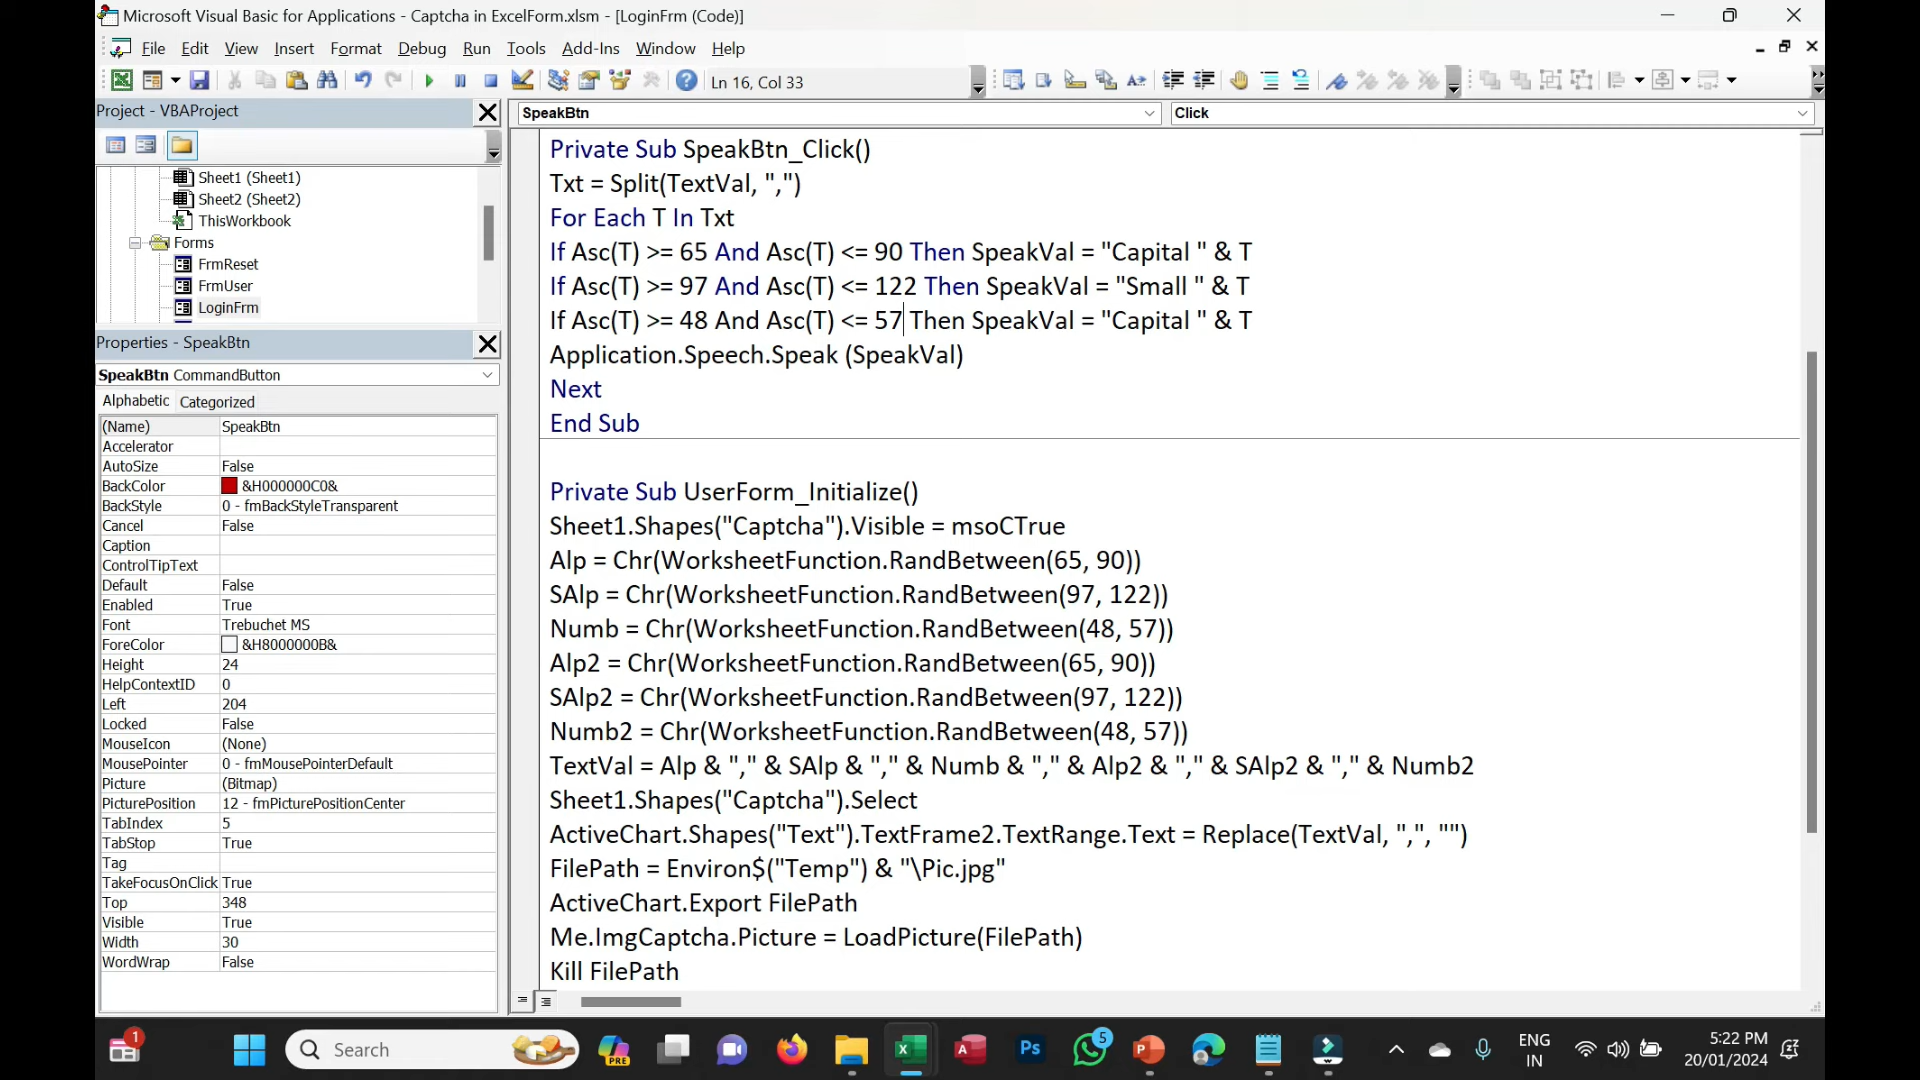 Microsoft Visual Basic for Applications - Captcha in ExcelForm.xlsm - [LoginFrm (Code)]
File Edit View Insert Format Debug Run Tools Add-Ins Window Help
Ln 16, Col 33
Project - VBAProject
Sheet1 (Sheet1)
Sheet2 (Sheet2)
ThisWorkbook
Forms
FrmReset
FrmUser
LoginFrm
Properties - SpeakBtn
SpeakBtn CommandButton
Alphabetic Categorized
(Name) SpeakBtn
Accelerator
AutoSize False
BackColor &H000000C0&
BackStyle 0 - fmBackStyleTransparent
Cancel False
Caption
ControlTipText
Default False
Enabled True
Font Trebuchet MS
ForeColor &H8000000B&
Height 24
HelpContextID 0
Left 204
Locked False
MouseIcon (None)
MousePointer 0 - fmMousePointerDefault
Picture (Bitmap)
PicturePosition 12 - fmPicturePositionCenter
TabIndex 5
TabStop True
Tag
TakeFocusOnClick True
Top 348
Visible True
Width 30
WordWrap False
SpeakBtn Click
Private Sub SpeakBtn_Click()
Txt = Split(TextVal, ",")
For Each T In Txt
If Asc(T) >= 65 And Asc(T) <= 90 Then SpeakVal = "Capital " & T
If Asc(T) >= 97 And Asc(T) <= 122 Then SpeakVal = "Small " & T
If Asc(T) >= 48 And Asc(T) <= 57 Then SpeakVal = "Capital " & T
Application.Speech.Speak (SpeakVal)
Next
End Sub
Private Sub UserForm_Initialize()
Sheet1.Shapes("Captcha").Visible = msoCTrue
Alp = Chr(WorksheetFunction.RandBetween(65, 90))
SAlp = Chr(WorksheetFunction.RandBetween(97, 122))
Numb = Chr(WorksheetFunction.RandBetween(48, 57))
Alp2 = Chr(WorksheetFunction.RandBetween(65, 90))
SAlp2 = Chr(WorksheetFunction.RandBetween(97, 122))
Numb2 = Chr(WorksheetFunction.RandBetween(48, 57))
TextVal = Alp & "," & SAlp & "," & Numb & "," & Alp2 & "," & SAlp2 & "," & Numb2
Sheet1.Shapes("Captcha").Select
ActiveChart.Shapes("Text").TextFrame2.TextRange.Text = Replace(TextVal, ",", "")
FilePath = Environ$("Temp") & "\Pic.jpg"
ActiveChart.Export FilePath
Me.ImgCaptcha.Picture = LoadPicture(FilePath)
Kill FilePath
1
Search
PRE
A
Ps
5
P
ENG
IN
5:22 PM
20/01/2024